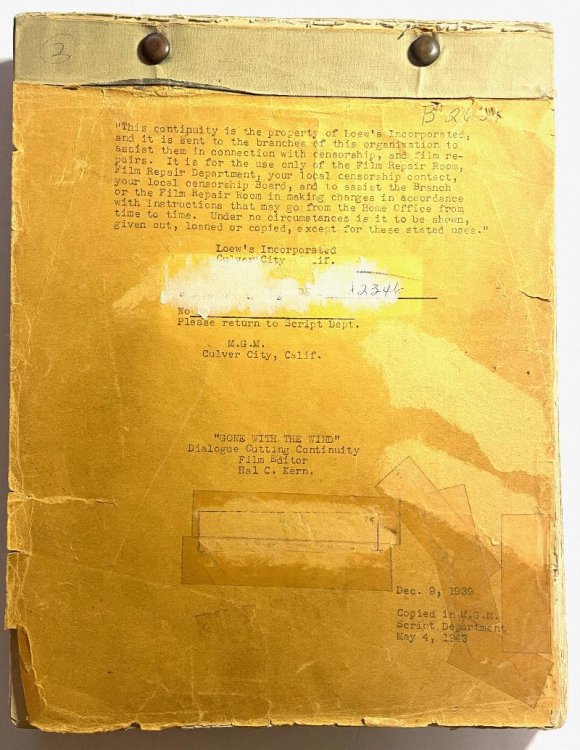 2
B-263
"This continuity is the property of Loew's Incorporated,
and it is sent to the branches of this organization to
assist them in connection with censorship, and film re-
pairs. It is for the use only of the Film Repair Room,
Film Repair Department, your local censorship contact,
your local censorship Board, and to assist the Branch
or the Film Repair Room in making changes in accordance
with instructions that may go from the Home Office from
time to time. Under no circumstances is it to be shown,
given out, loaned or copied, except for these stated uses."
Loew's Incorporated
Culver City if.
12346
No
Please return to Script Dept.
M.G.M.
Culver City, Calif.
"GONE WITH THE WIND"
Dialogue Cutting Continuity
Film Editor
Hal C. Kern.
Dec. 9, 1939
Copied in M.G.M.
Script Department
May 4, 1943